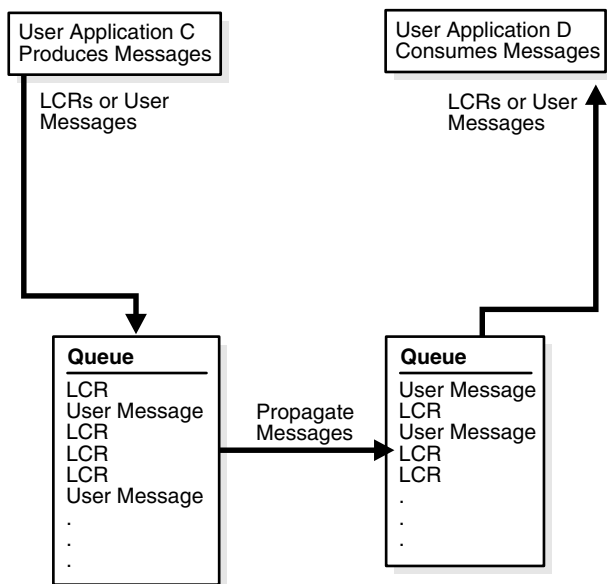 User Application C
Produces Messages
User Application D
Consumes Messages
LCRs or User
Messages
LCRs or User
Messages
Queue
LCR
User Message
LCR
LCR
LCR
User Message
.
.
.
Propagate
Messages
Queue
User Message
LCR
User Message
LCR
LCR
.
.
.